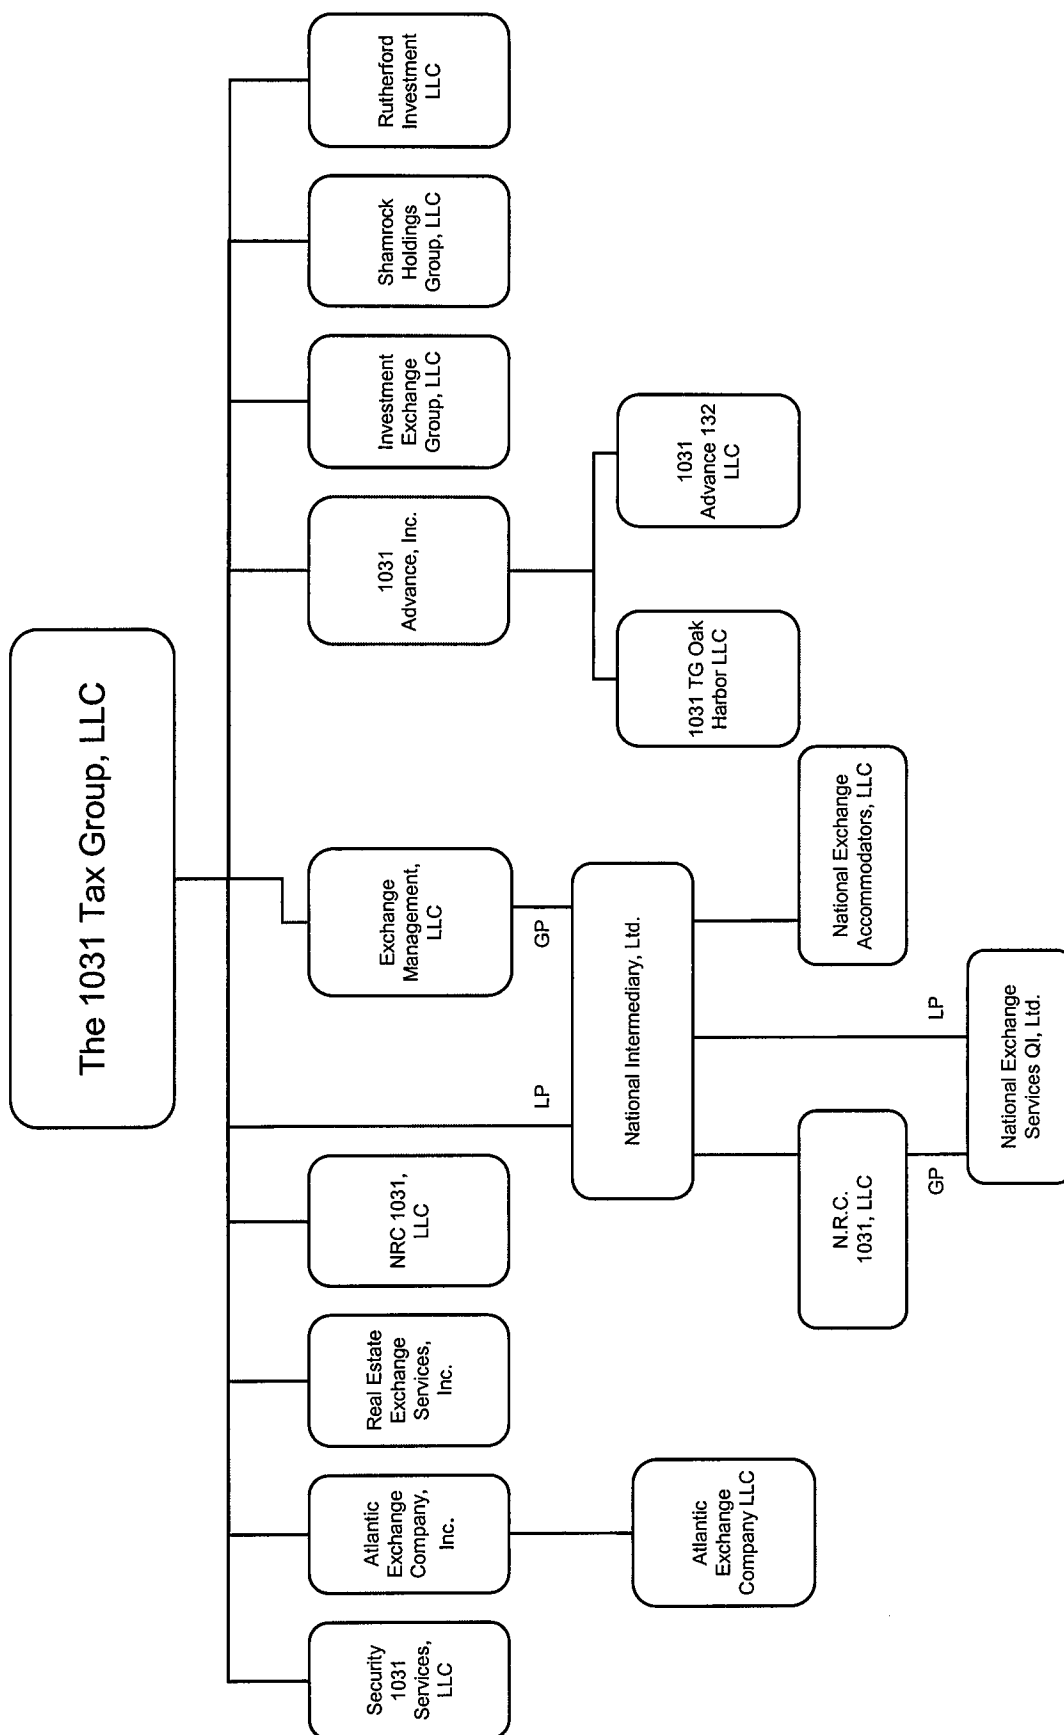 The 1031 Tax Group, LLC
Security
1031
Services,
LLC
Atlantic
Exchange
Company,
Inc.
Real Estate
Exchange
Services,
Inc.
NRC 1031,
LLC
Exchange
Management,
LLC
1031
Advance, Inc.
Investment
Exchange
Group, LLC
Shamrock
Holdings
Group, LLC
Rutherford
Investment
LLC
LP
GP
Atlantic
Exchange
Company LLC
National Intermediary, Ltd.
1031 TG Oak
Harbor LLC
1031
Advance 132
LLC
N.R.C.
1031, LLC
National Exchange
Accommodators, LLC
GP
LP
National Exchange
Services QI, Ltd.